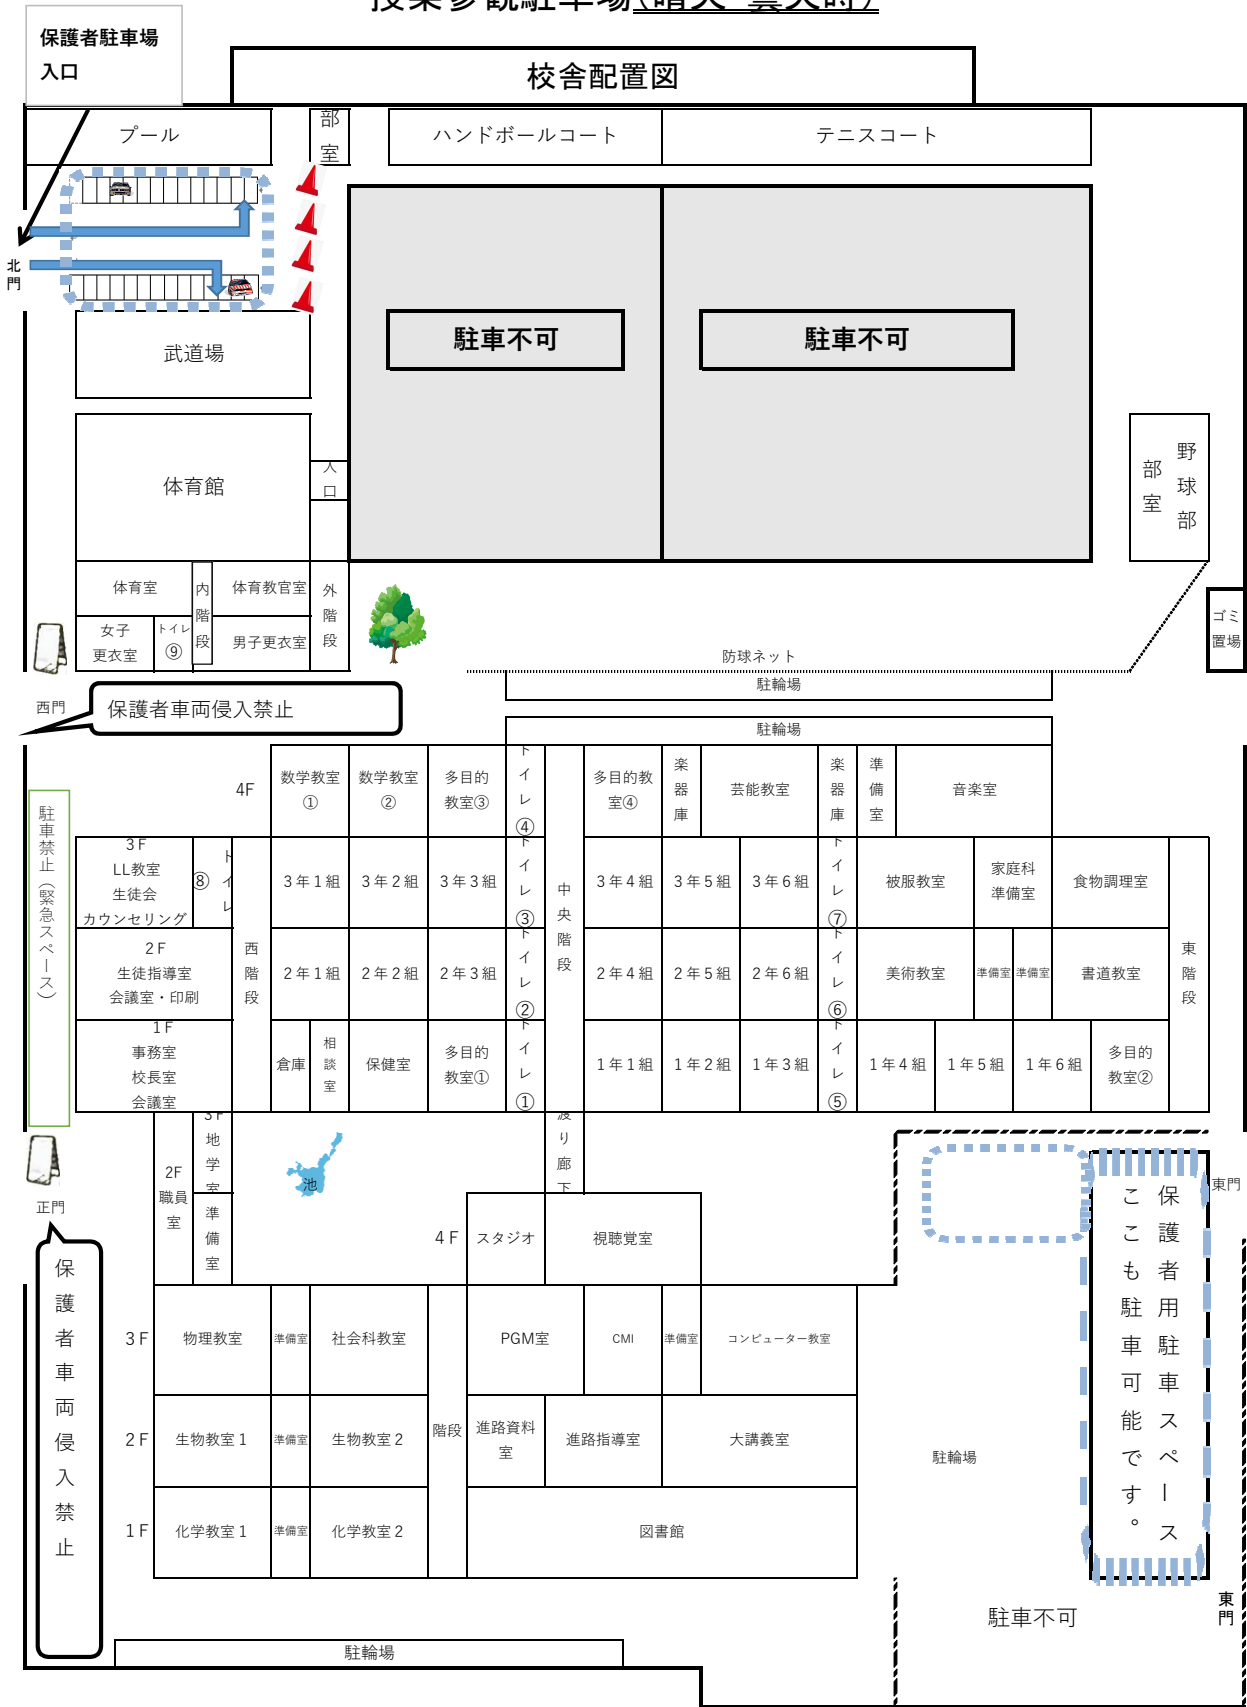 授業参観駐車場(晴天・曇天時)
保護者駐車場
入口
校舎配置図
プール
部室
ハンドボールコート
テニスコート
北門
駐車不可
駐車不可
武道場
体育館
入口
野球部
部室
体育室
内階段
体育教官室
外階段
女子
更衣室
トイレ
⑨
男子更衣室
ゴミ
置場
防球ネット
駐輪場
西門
保護者車両侵入禁止
駐輪場
4F
数学教室
①
数学教室
②
多目的
教室③
トイレ④
多目的教
室④
楽器庫
芸能教室
楽器庫
準備室
音楽室
駐車禁止(緊急スペース)
3F
LL教室
生徒会
カウンセリング
トイレ
⑧
西階段
3年1組
3年2組
3年3組
トイレ③
中央階段
3年4組
3年5組
3年6組
トイレ⑦
被服教室
家庭科
準備室
食物調理室
東階段
2F
生徒指導室
会議室・印刷
2年1組
2年2組
2年3組
トイレ②
2年4組
2年5組
2年6組
トイレ⑥
美術教室
準備室
準備室
書道教室
1F
事務室
校長室
会議室
倉庫
相談室
保健室
多目的
教室①
トイレ①
1年1組
1年2組
1年3組
トイレ⑤
1年4組
1年5組
1年6組
多目的
教室②
正門
2F
職員
室
3F地学室
準備室
池
渡り廊下
東門
保護者用駐車スペース
ここも駐車可能です。
保護者車両侵入禁止
4F
スタジオ
視聴覚室
3F
物理教室
準備室
社会科教室
PGM室
CMI
準備室
コンピューター教室
2F
生物教室1
準備室
生物教室2
階段
進路資料
室
進路指導室
大講義室
駐輪場
1F
化学教室1
準備室
化学教室2
図書館
駐車不可
東門
駐輪場